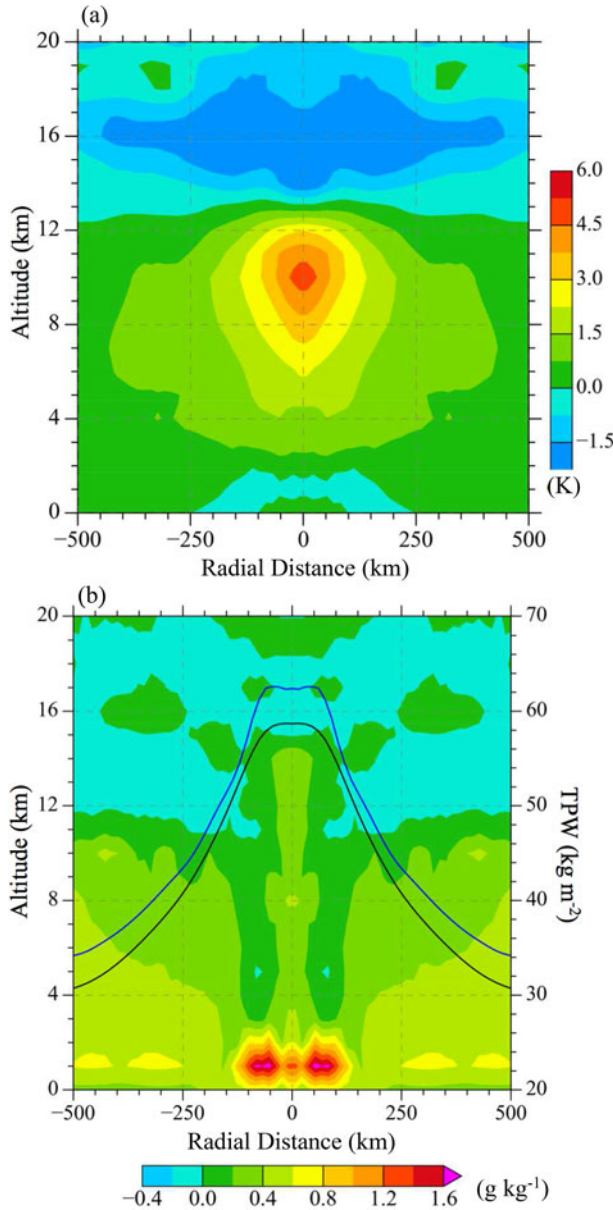 (a)
20
16
12
8
4
0
Altitude (km)
−500 −250 0 250 500
Radial Distance (km)
6.0
4.5
3.0
1.5
0.0
−1.5
(K)
(b)
20
16
12
8
4
0
Altitude (km)
70
60
50
40
30
20
TPW (kg m-2)
−500 −250 0 250 500
Radial Distance (km)
−0.4 0.0 0.4 0.8 1.2 1.6
(g kg-1)